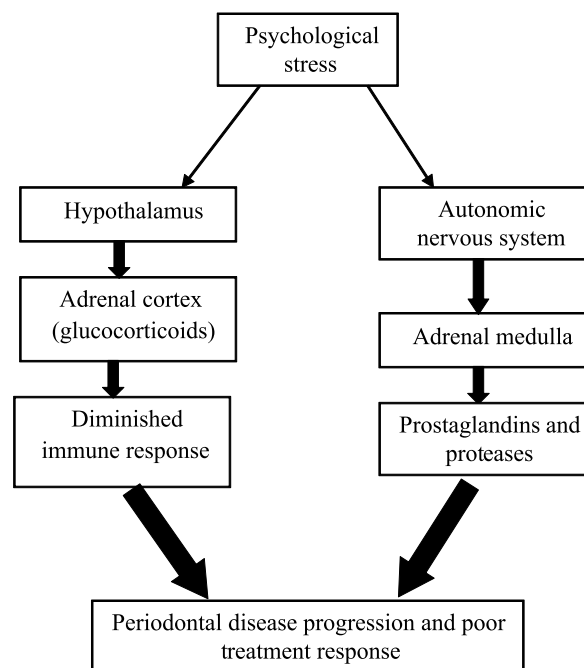 Psychological
stress
Hypothalamus
Autonomic
nervous system
Adrenal cortex
(glucocorticoids)
Adrenal medulla
Diminished
immune response
Prostaglandins and
proteases
Periodontal disease progression and poor
treatment response